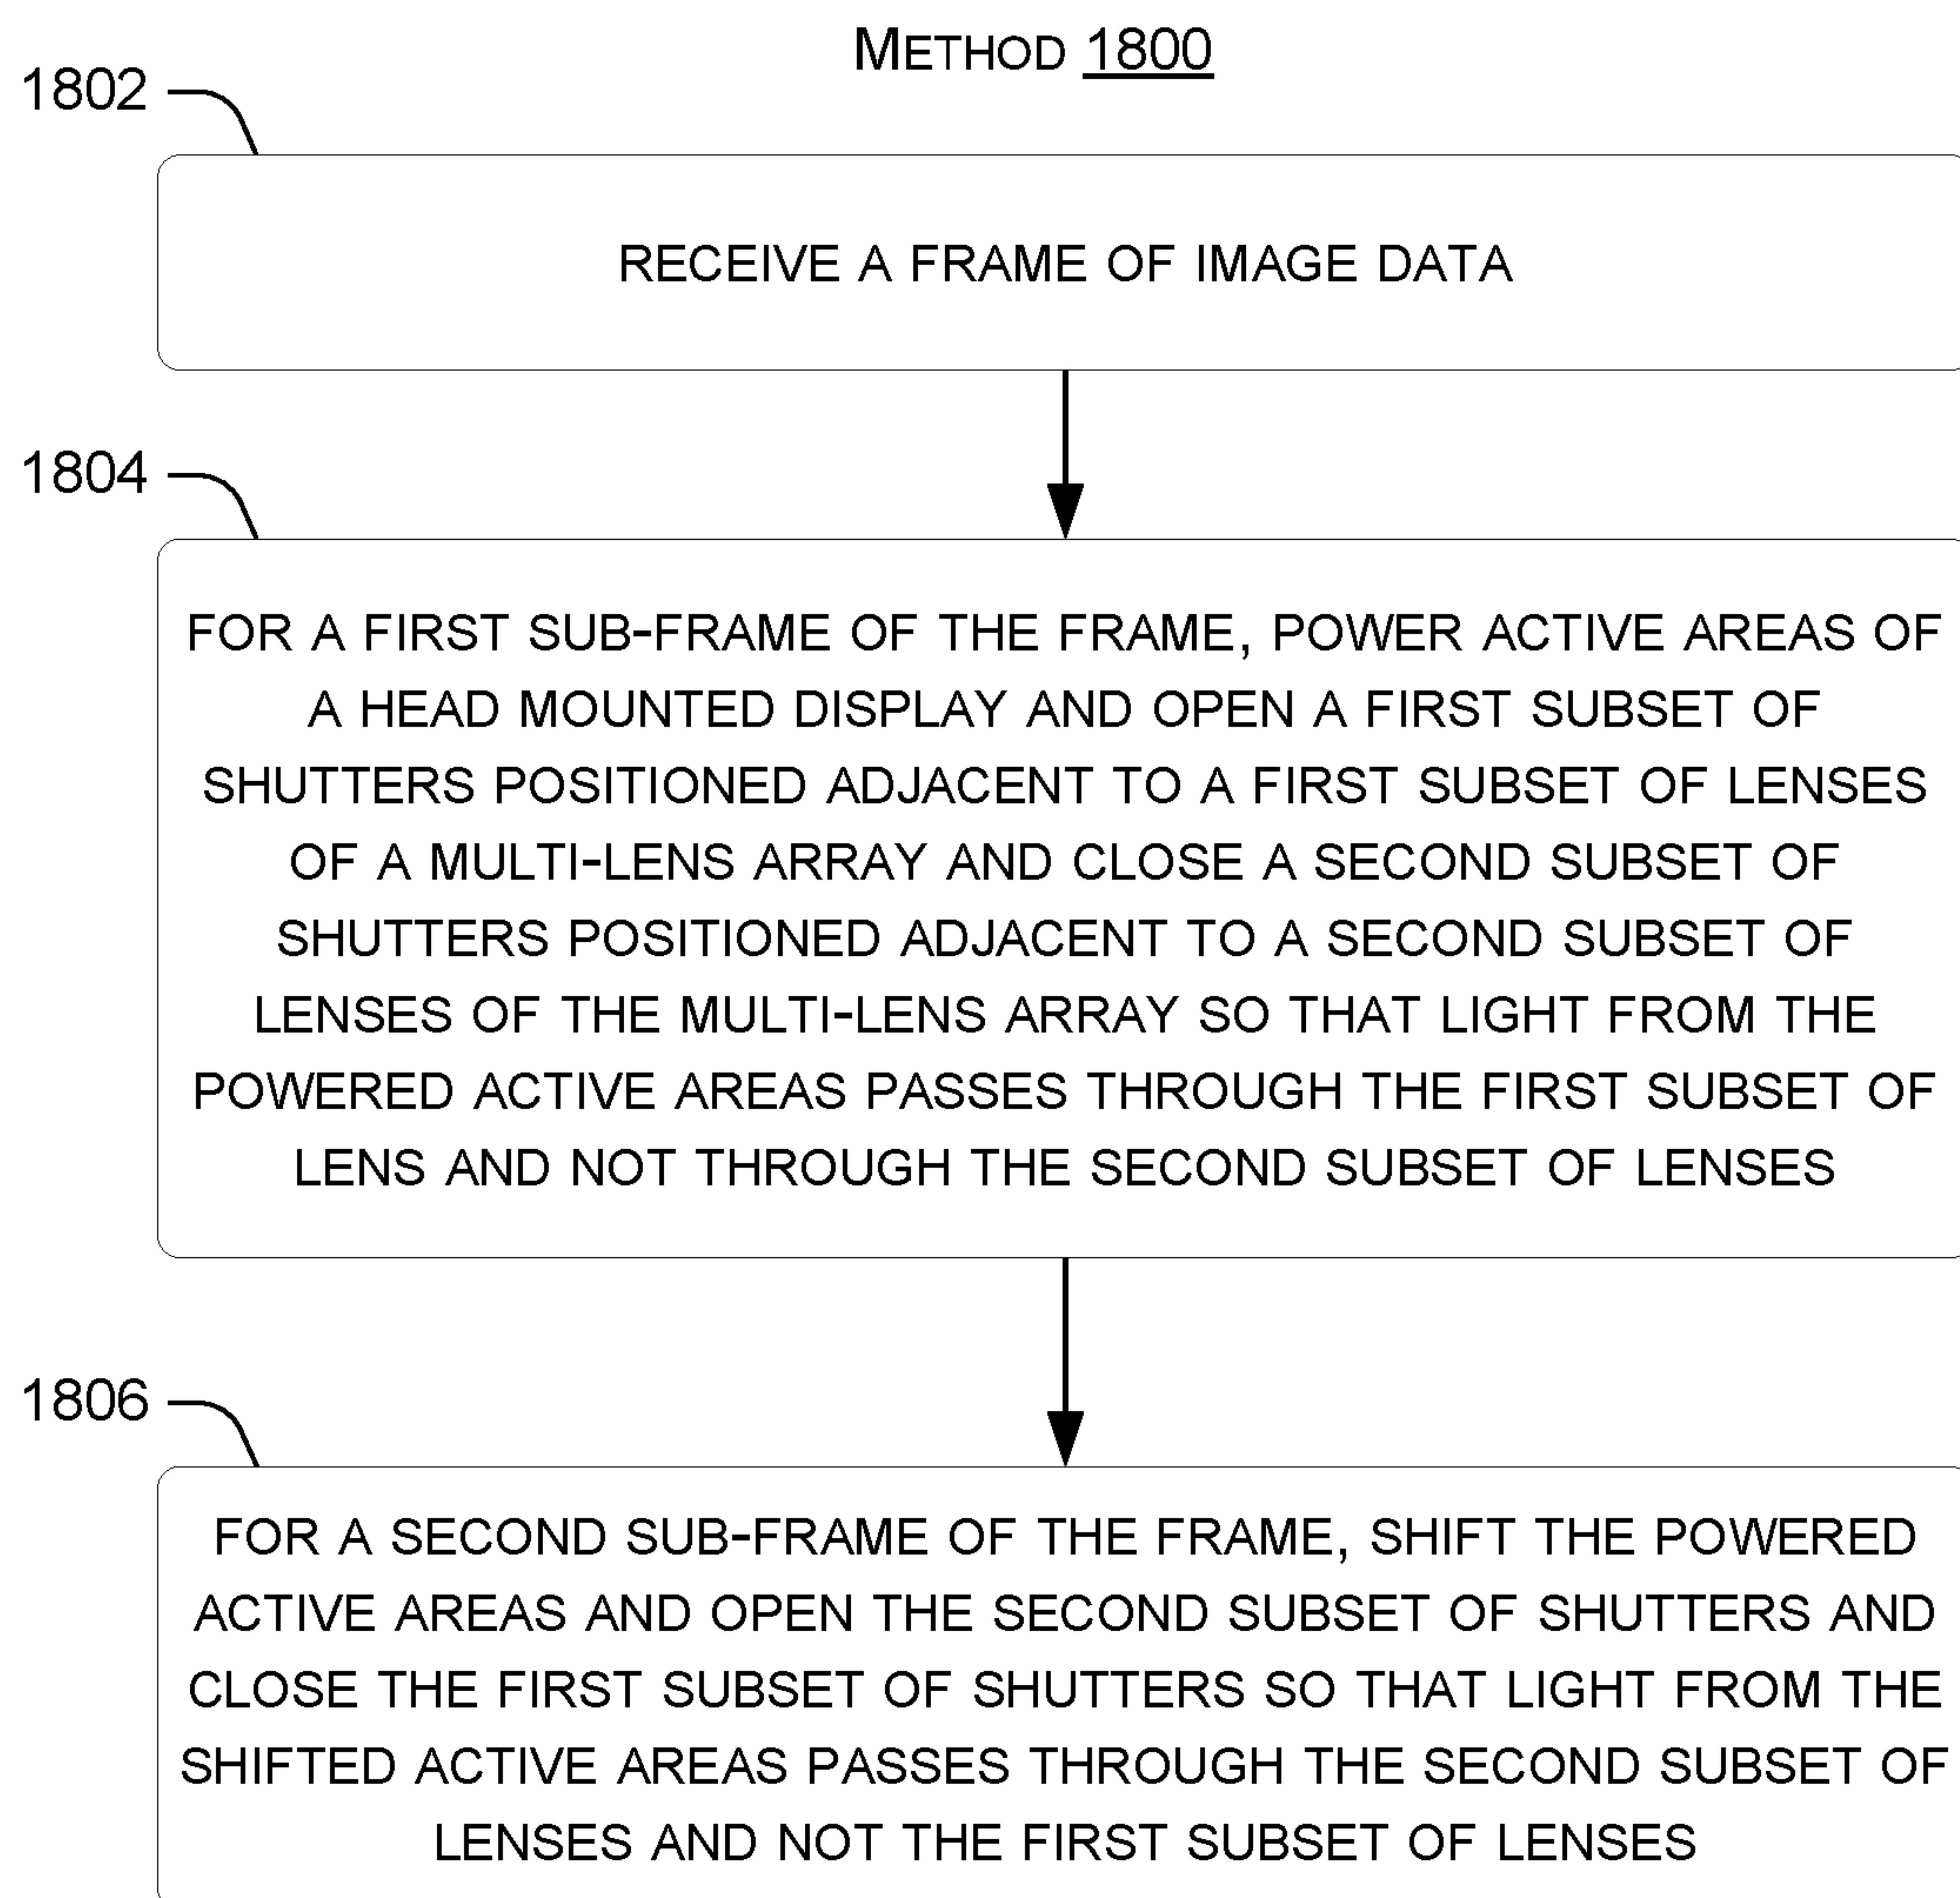 METHOD 1800
1802
RECEIVE A FRAME OF IMAGE DATA
1804
FOR A FIRST SUB-FRAME OF THE FRAME, POWER ACTIVE AREAS OF
A HEAD MOUNTED DISPLAY AND OPEN A FIRST SUBSET OF
SHUTTERS POSITIONED ADJACENT TO A FIRST SUBSET OF LENSES
OF A MULTI-LENS ARRAY AND CLOSE A SECOND SUBSET OF
SHUTTERS POSITIONED ADJACENT TO A SECOND SUBSET OF
LENSES OF THE MULTI-LENS ARRAY SO THAT LIGHT FROM THE
POWERED ACTIVE AREAS PASSES THROUGH THE FIRST SUBSET OF
LENS AND NOT THROUGH THE SECOND SUBSET OF LENSES
1806
FOR A SECOND SUB-FRAME OF THE FRAME, SHIFT THE POWERED
ACTIVE AREAS AND OPEN THE SECOND SUBSET OF SHUTTERS AND
CLOSE THE FIRST SUBSET OF SHUTTERS SO THAT LIGHT FROM THE
SHIFTED ACTIVE AREAS PASSES THROUGH THE SECOND SUBSET OF
LENSES AND NOT THE FIRST SUBSET OF LENSES